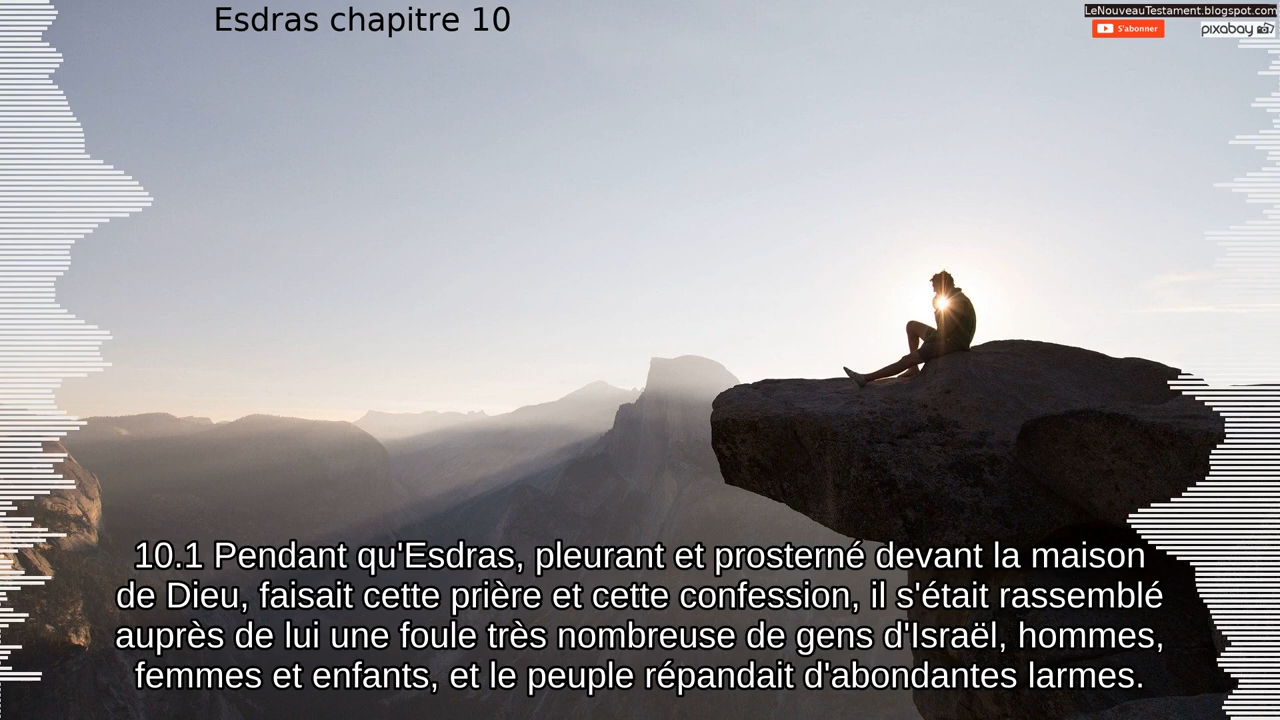 Esdras chapitre 10
LeNouveauTestament.blogspot.com
S'abonner
pixabay
10.1 Pendant qu'Esdras, pleurant et prosterné devant la maison
de Dieu, faisait cette prière et cette confession, il s'était rassemblé
auprès de lui une foule très nombreuse de gens d'Israël, hommes,
femmes et enfants, et le peuple répandait d'abondantes larmes.